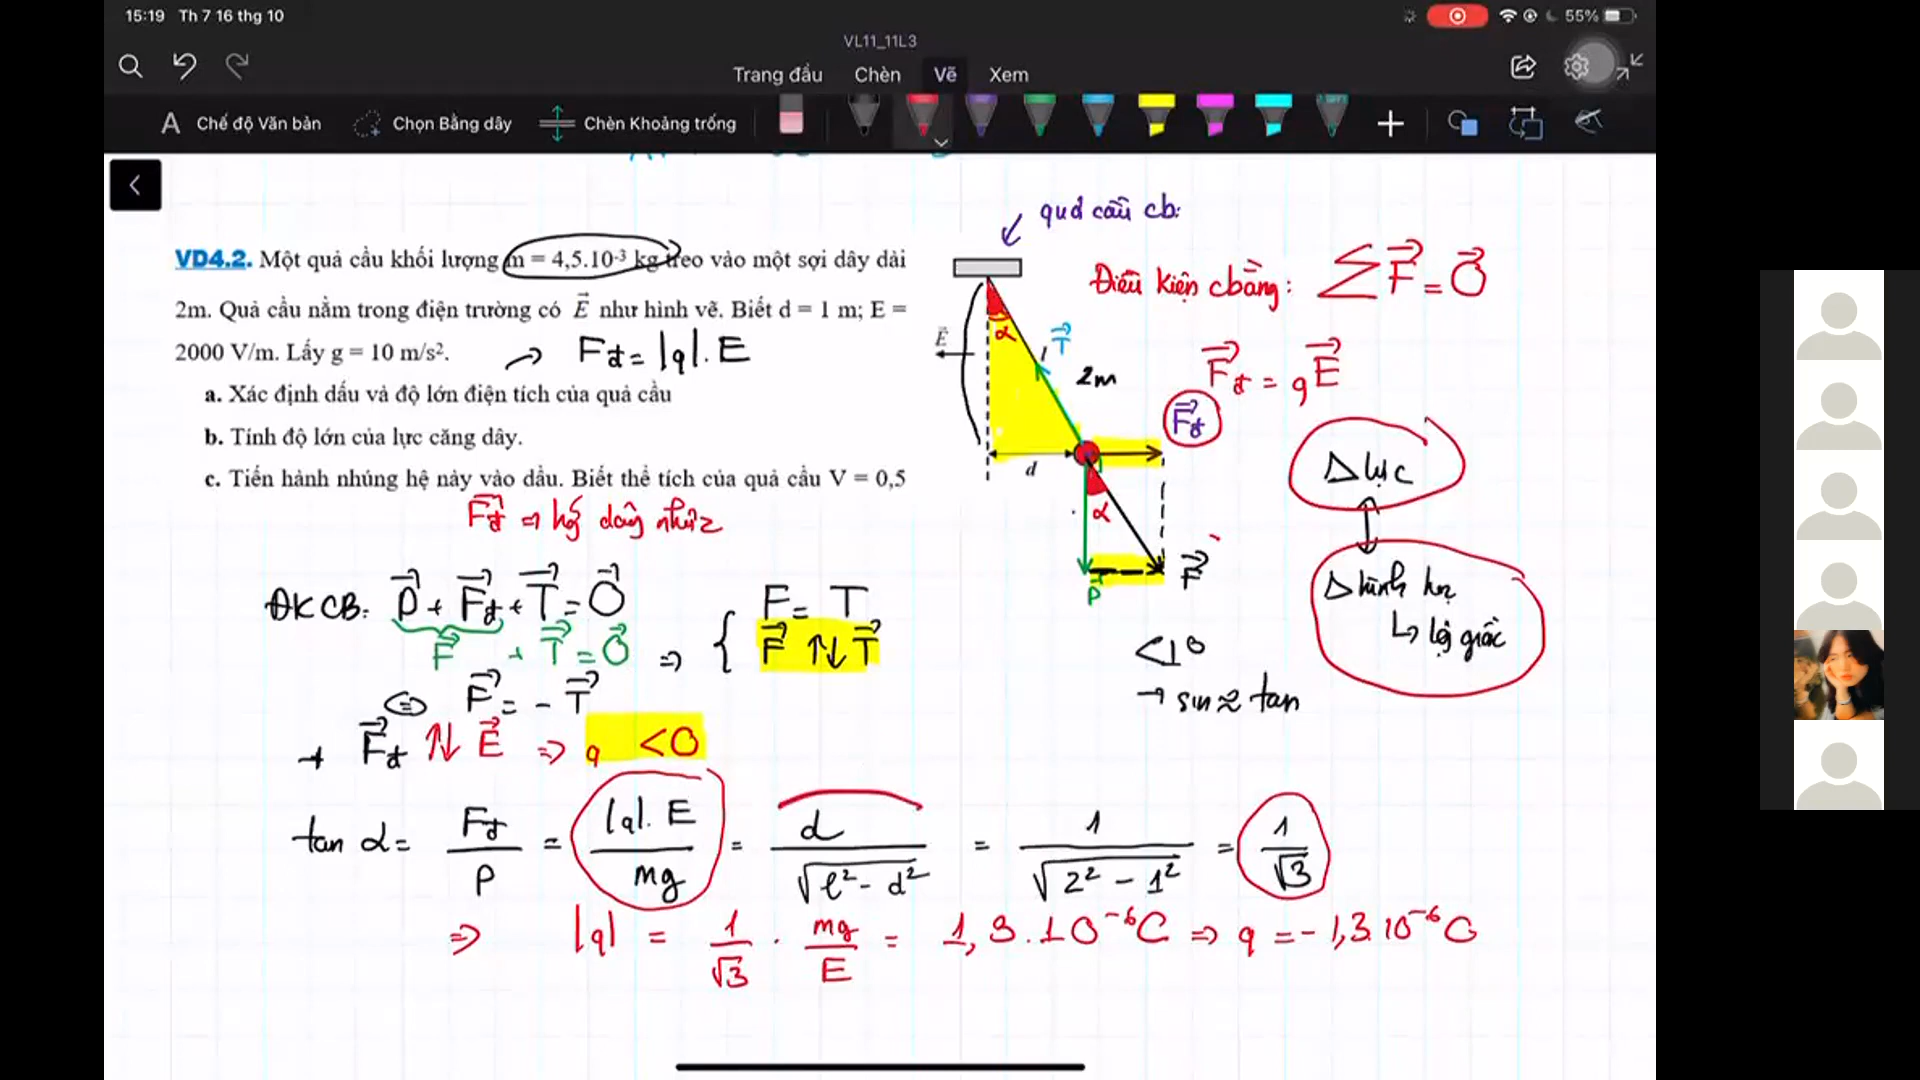 15:19 Th 7 16 thg 10
55%
VL11_11L3
Trang đầu Chèn Vẽ Xem
A Chế độ Văn bản Chọn Bằng dây Chèn Khoảng trống
quả cầu cb:
VD4.2. Một quả cầu khối lượng m = 4,5.10⁻³ kg treo vào một sợi dây dài
2m. Quả cầu nằm trong điện trường có E⃗ như hình vẽ. Biết d = 1 m; E =
2000 V/m. Lấy g = 10 m/s².
→ Fđ = |q|.E
a. Xác định dấu và độ lớn điện tích của quả cầu
b. Tính độ lớn của lực căng dây.
c. Tiến hành nhúng hệ này vào dầu. Biết thể tích của quả cầu V = 0,5
Điều kiện cbằng: ΣF⃗ = 0⃗
F⃗đ = qE⃗
E⃗
α
T⃗
l
2m
F⃗đ
d
α
P⃗
F⃗
Δ lực
Δ hình học
↳ lg giác
<10
→ sin ≈ tan
ĐKCB: P⃗ + F⃗đ + T⃗ = 0⃗
F⃗ + T⃗ = 0⃗ ⇒ { F = T
F⃗ ↑↓ T⃗
⇔ F⃗ = - T⃗
+ F⃗đ ↑↓ E⃗ ⇒ q < 0
tan α = Fđ/P = |q|.E/mg = d/√(l² - d²) = 1/√(2² - 1²) = 1/√3
⇒ |q| = 1/√3 . mg/E = 1,3.10⁻⁶C ⇒ q = -1,3.10⁻⁶C